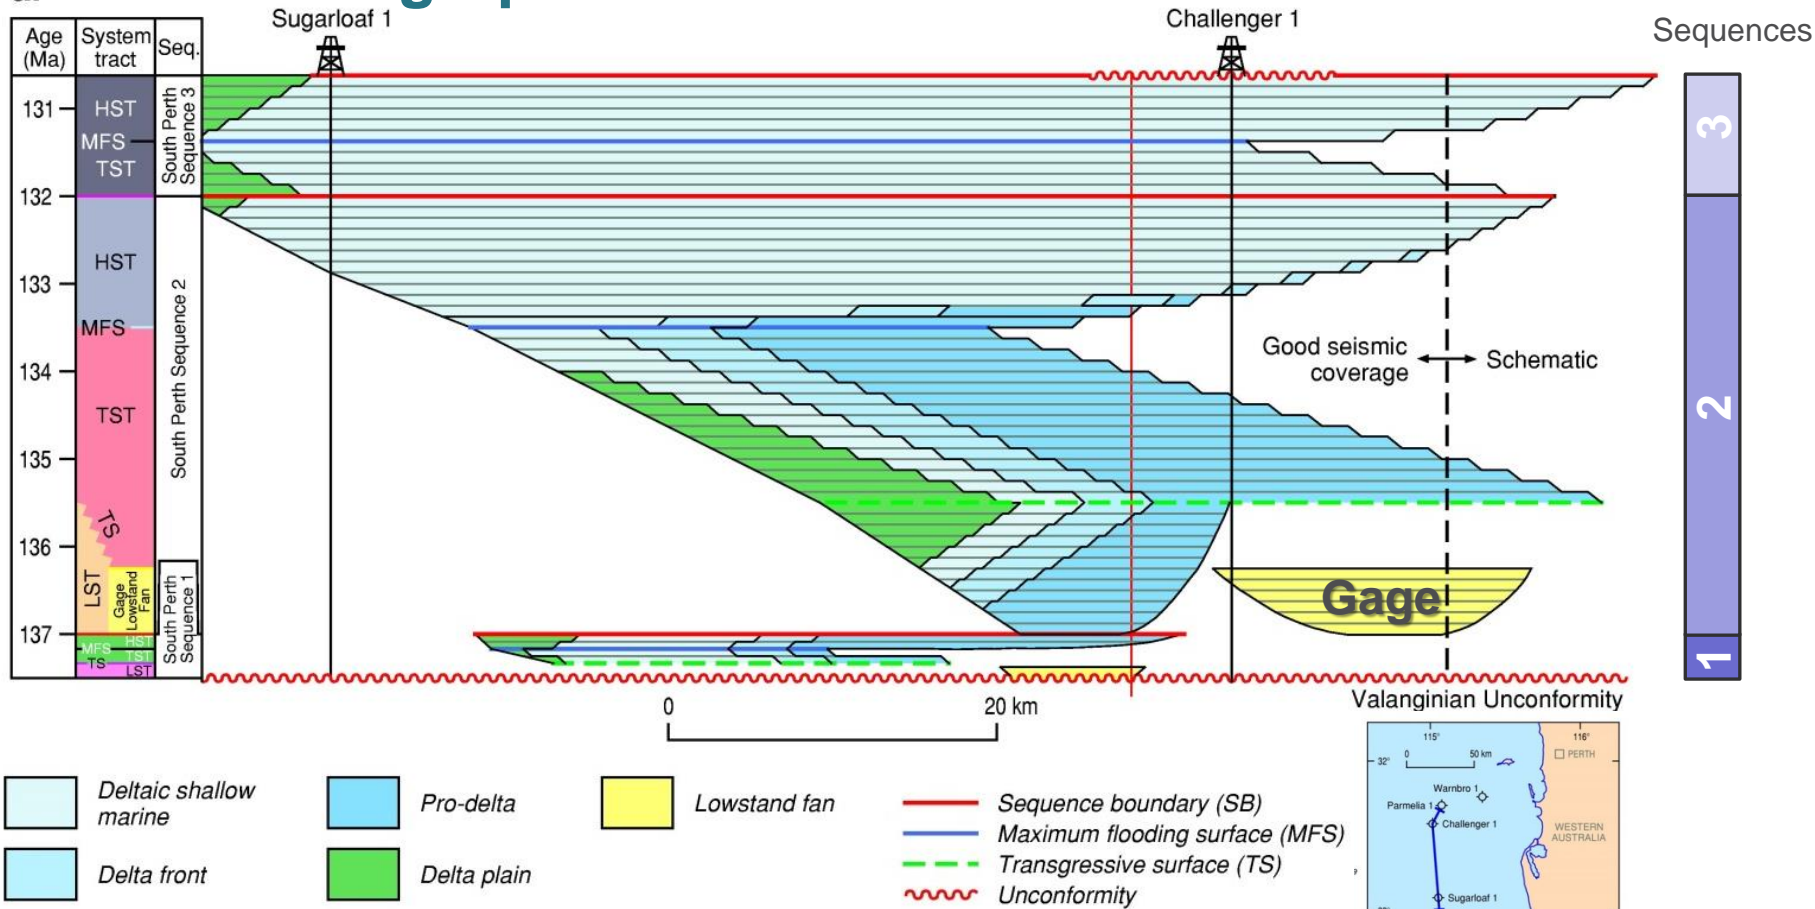 Sugarloaf 1
Challenger 1
Sequences
Age
(Ma)
System
tract
Seq.
131
132
133
134
135
136
137
HST
MFS
TST
HST
MFS
TST
TS
LST
Gage
Lowstand
Fan
HST
MFS
TST
TS
LST
South Perth
Sequence 3
South Perth Sequence 2
South Perth
Sequence 1
3
2
1
Good seismic
coverage
Schematic
Gage
Valanginian Unconformity
0
20 km
Deltaic shallow
marine
Delta front
Pro-delta
Delta plain
Lowstand fan
Sequence boundary (SB)
Maximum flooding surface (MFS)
Transgressive surface (TS)
Unconformity
115°
116°
0
50 km
PERTH
32°
Warnbro 1
Parmelia 1
Challenger 1
WESTERN
AUSTRALIA
Sugarloaf 1